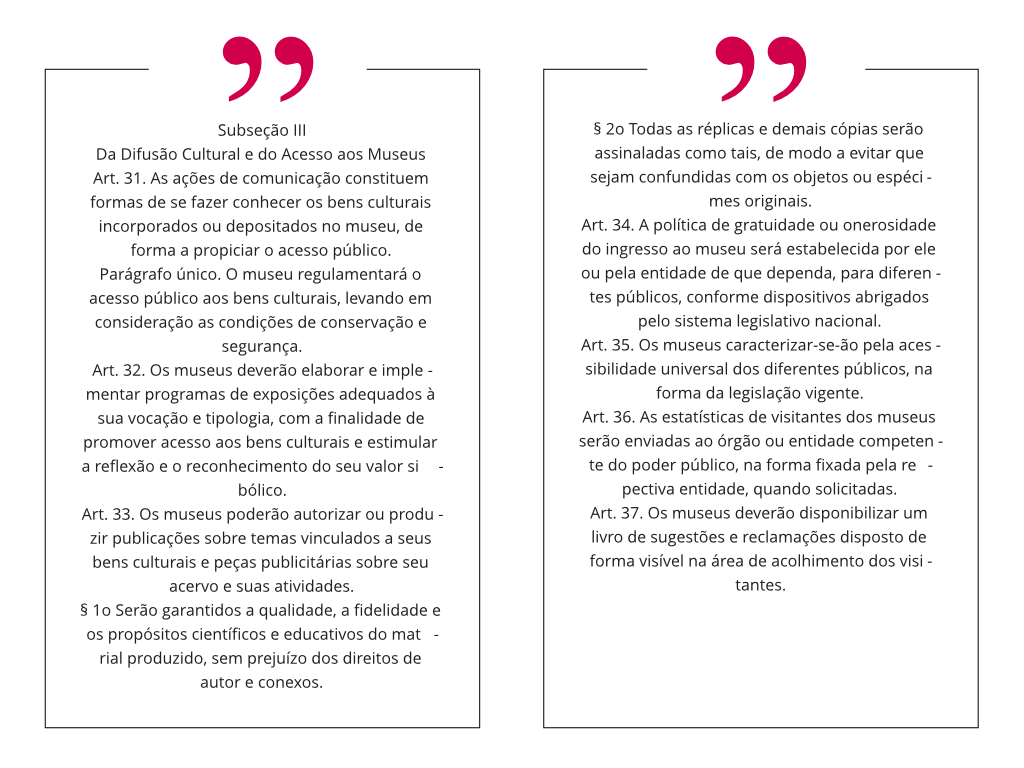 Subseção III
Da Difusão Cultural e do Acesso aos Museus
Art. 31. As ações de comunicação constituem
formas de se fazer conhecer os bens culturais
incorporados ou depositados no museu, de
forma a propiciar o acesso público.
Parágrafo único. O museu regulamentará o
acesso público aos bens culturais, levando em
consideração as condições de conservação e
segurança.
Art. 32. Os museus deverão elaborar e imple -
mentar programas de exposições adequados à
sua vocação e tipologia, com a finalidade de
promover acesso aos bens culturais e estimular
a reflexão e o reconhecimento do seu valor si -
bólico.
Art. 33. Os museus poderão autorizar ou produ -
zir publicações sobre temas vinculados a seus
bens culturais e peças publicitárias sobre seu
acervo e suas atividades.
§ 1o Serão garantidos a qualidade, a fidelidade e
os propósitos científicos e educativos do mat -
rial produzido, sem prejuízo dos direitos de
autor e conexos.
§ 2o Todas as réplicas e demais cópias serão
assinaladas como tais, de modo a evitar que
sejam confundidas com os objetos ou espéci -
mes originais.
Art. 34. A política de gratuidade ou onerosidade
do ingresso ao museu será estabelecida por ele
ou pela entidade de que dependa, para diferen -
tes públicos, conforme dispositivos abrigados
pelo sistema legislativo nacional.
Art. 35. Os museus caracterizar-se-ão pela aces -
sibilidade universal dos diferentes públicos, na
forma da legislação vigente.
Art. 36. As estatísticas de visitantes dos museus
serão enviadas ao órgão ou entidade competen -
te do poder público, na forma fixada pela re -
pectiva entidade, quando solicitadas.
Art. 37. Os museus deverão disponibilizar um
livro de sugestões e reclamações disposto de
forma visível na área de acolhimento dos visi -
tantes.